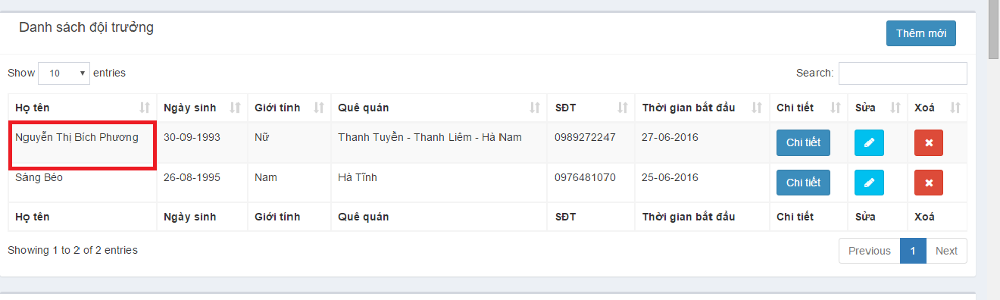 Danh sách đội trưởng
Thêm mới
Show 10 entries Search:
Họ tên Ngày sinh Giới tính Quê quán SĐT Thời gian bắt đầu Chi tiết Sửa Xoá
Nguyễn Thị Bích Phương 30-09-1993 Nữ Thanh Tuyền - Thanh Liêm - Hà Nam 0989272247 27-06-2016 Chi tiết
Sáng Béo 26-08-1995 Nam Hà Tĩnh 0976481070 25-06-2016 Chi tiết
Họ tên Ngày sinh Giới tính Quê quán SĐT Thời gian bắt đầu Chi tiết Sửa Xoá
Showing 1 to 2 of 2 entries Previous 1 Next